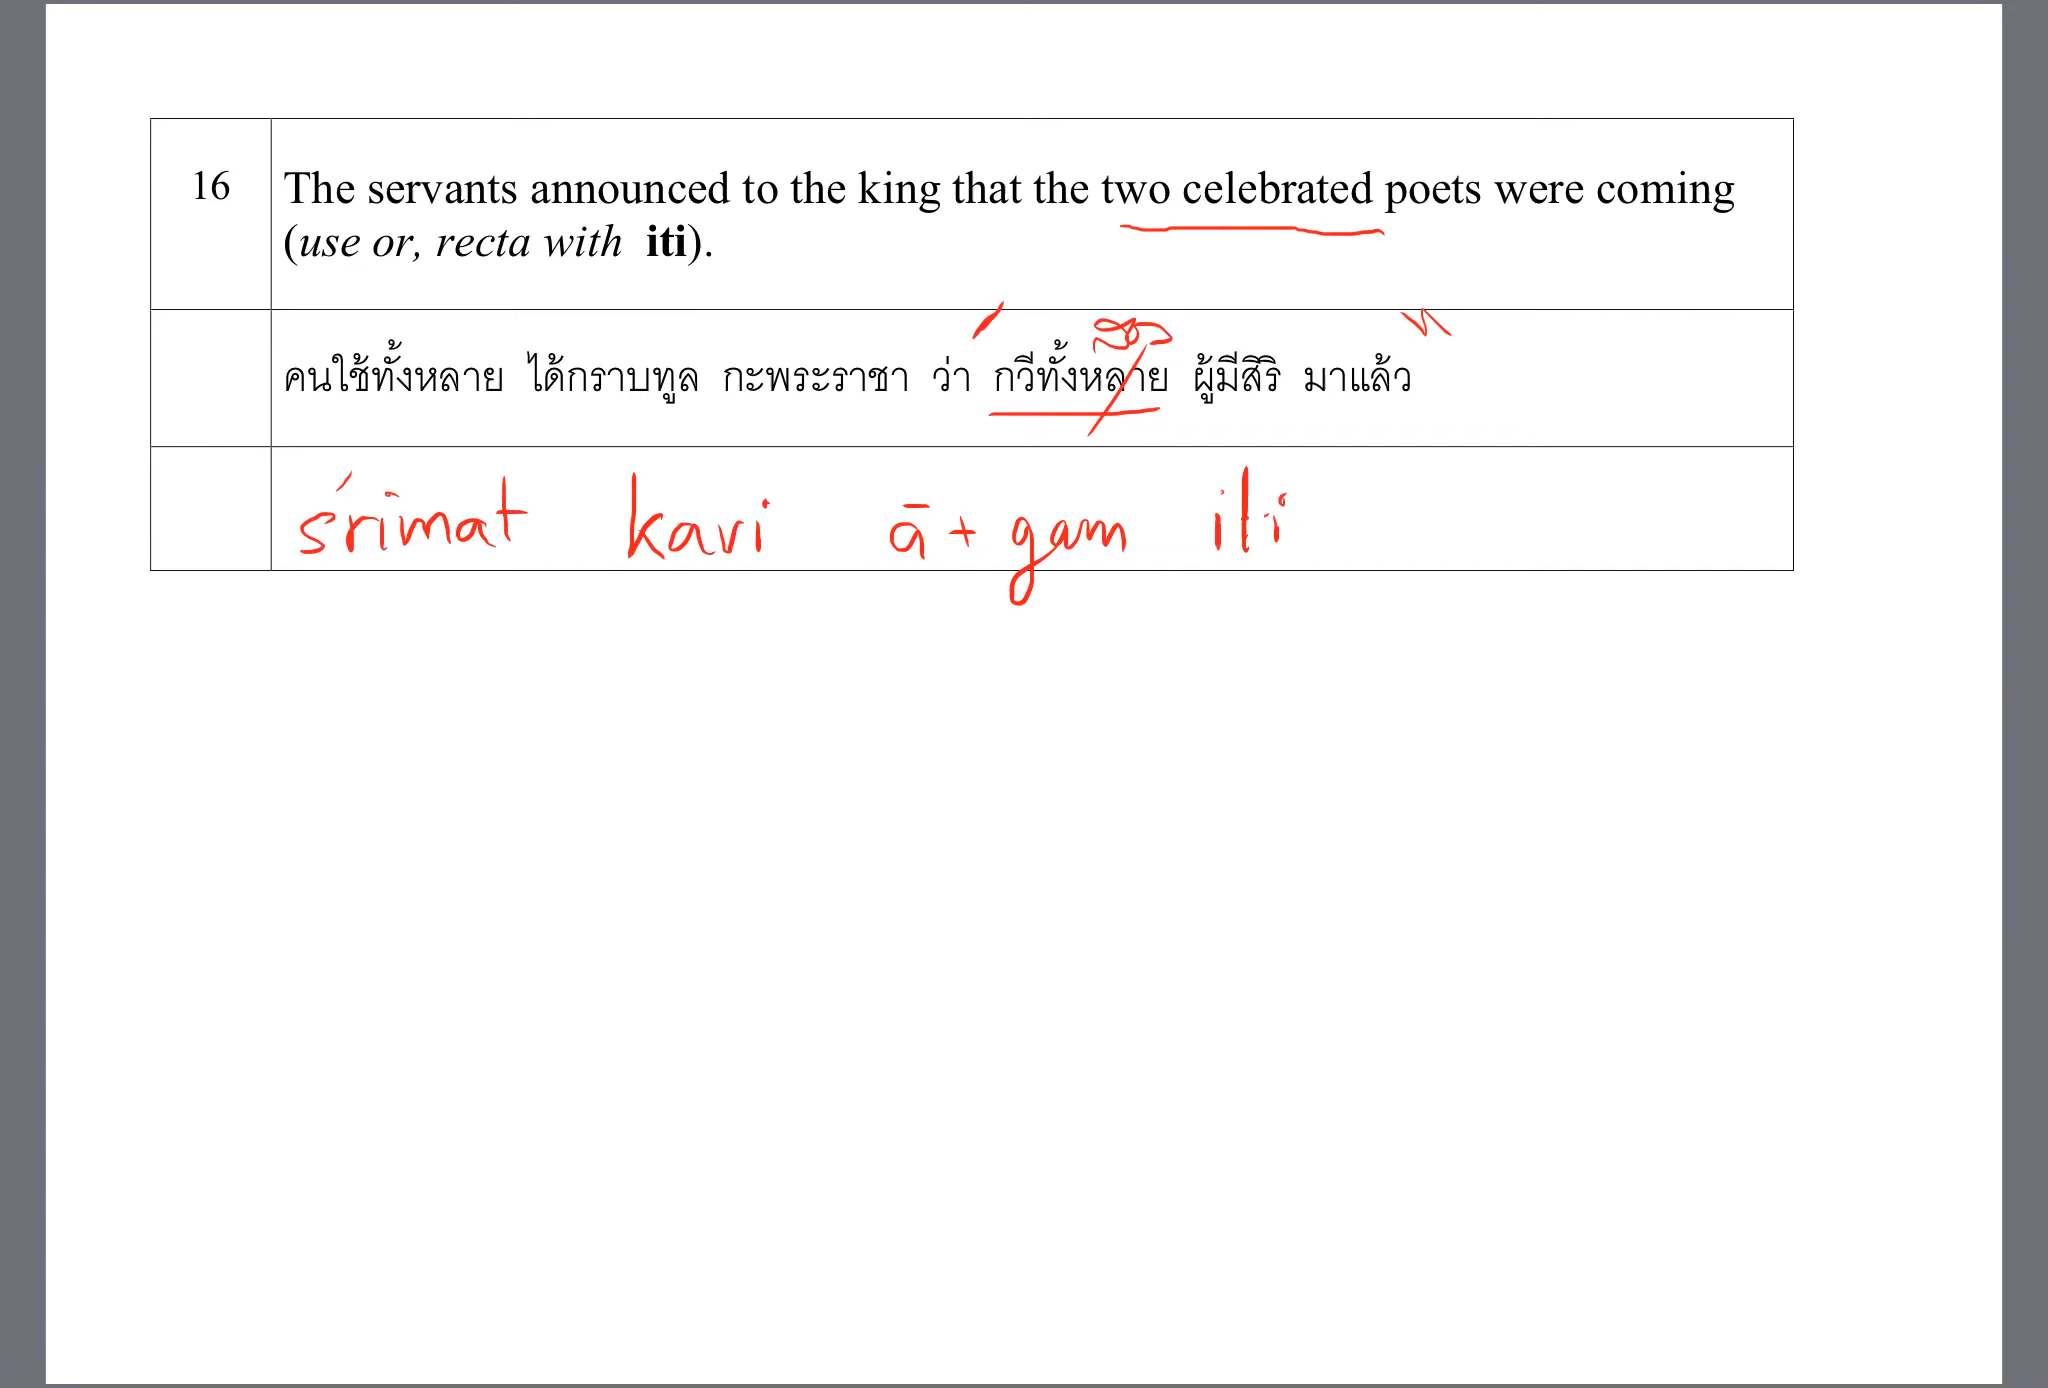 16 The servants announced to the king that the two celebrated poets were coming
(use or, recta with iti).
สอง
คนใช้ทั้งหลาย ได้กราบทูล กะพระราชา ว่า กวีทั้งหลาย ผู้มีสิริ มาแล้ว
śrīmat kavi ā + gam iti